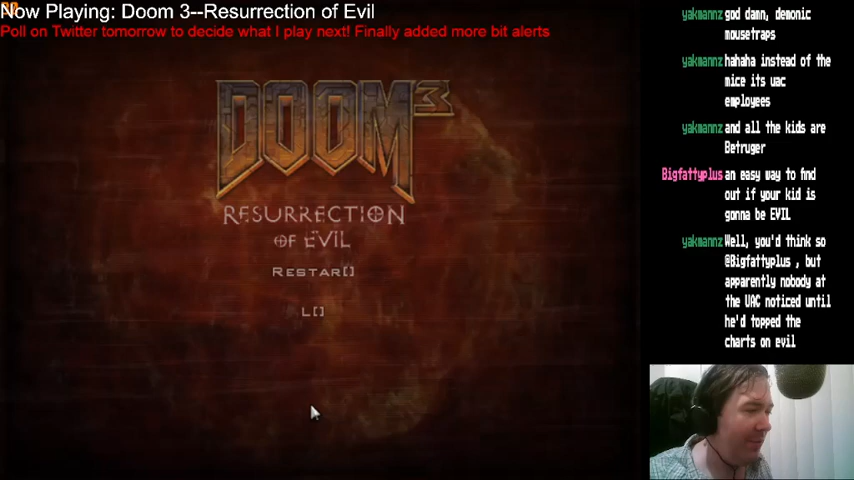 Now Playing: Doom 3--Resurrection of Evil
Poll on Twitter tomorrow to decide what I play next! Finally added more bit alerts
DOOM 3
RESURRECTION
OF EVIL
RESTAR[]
L[]
yakmannz god damn, demonic
mousetraps
yakmannz hahaha instead of the
mice its uac
employees
yakmannz and all the kids are
Betruger
Bigfattyplus an easy way to find
out if your kid is
gonna be EVIL
yakmannz Well, you'd think so
@Bigfattyplus , but
apparently nobody at
the UAC noticed until
he'd topped the
charts on evil